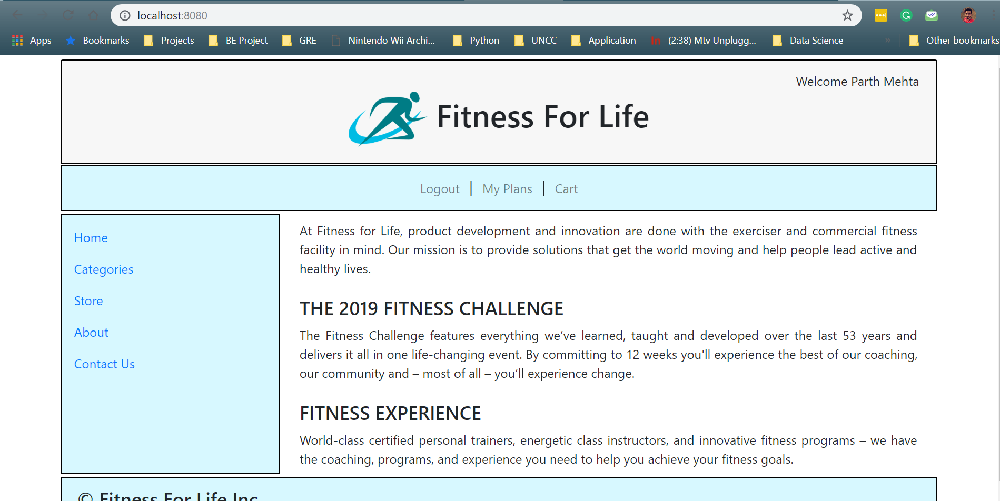 localhost:8080
Apps Bookmarks Projects BE Project GRE Nintendo Wii Archi... Python UNCC Application (2:38) Mtv Unplugg... Data Science » Other bookmarks
Welcome Parth Mehta
Fitness For Life
Logout | My Plans | Cart
Home
Categories
Store
About
Contact Us
At Fitness for Life, product development and innovation are done with the exerciser and commercial fitness
facility in mind. Our mission is to provide solutions that get the world moving and help people lead active and
healthy lives.
THE 2019 FITNESS CHALLENGE
The Fitness Challenge features everything we’ve learned, taught and developed over the last 53 years and
delivers it all in one life-changing event. By committing to 12 weeks you'll experience the best of our coaching,
our community and – most of all – you’ll experience change.
FITNESS EXPERIENCE
World-class certified personal trainers, energetic class instructors, and innovative fitness programs – we have
the coaching, programs, and experience you need to help you achieve your fitness goals.
© Fitness For Life Inc